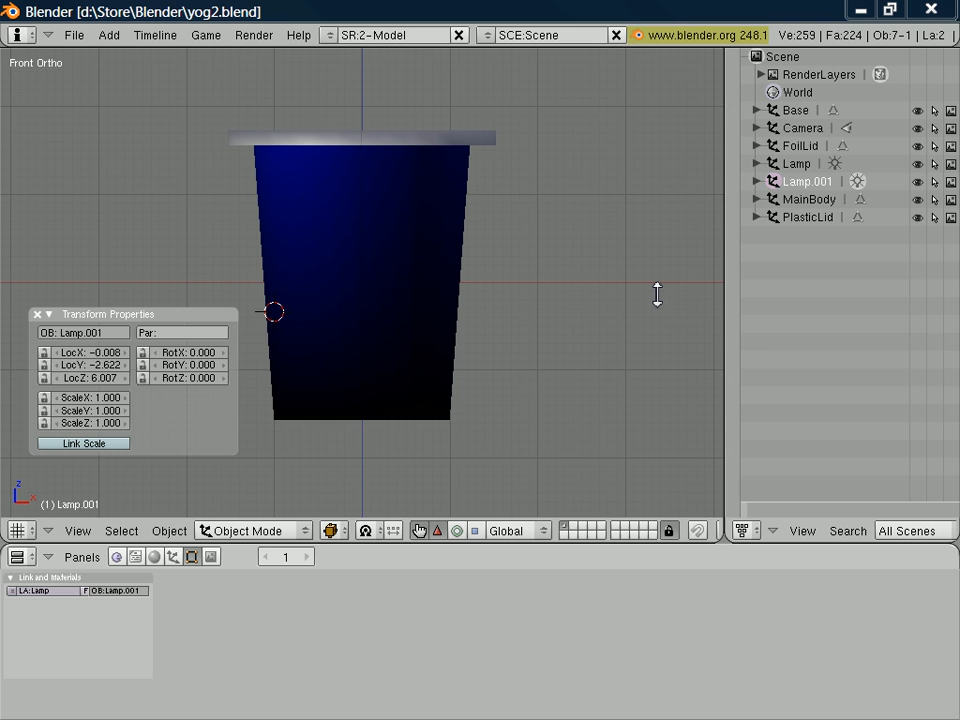 Blender [d:\Store\Blender\yog2.blend]
File Add Timeline Game Render Help SR:2-Model SCE:Scene www.blender.org 248.1 Ve:259 | Fa:224 | Ob:7-1 | La:2 |
Front Ortho
Scene
RenderLayers
World
Base
Camera
FoilLid
Lamp
Lamp.001
MainBody
PlasticLid
Transform Properties
OB: Lamp.001 Par:
LocX: -0.008 RotX: 0.000
LocY: -2.622 RotY: 0.000
LocZ: 6.007 RotZ: 0.000
ScaleX: 1.000
ScaleY: 1.000
ScaleZ: 1.000
Link Scale
z
x
(1) Lamp.001
View Select Object Object Mode Global
View Search All Scenes
Panels 1
Link and Materials
LA:Lamp F OB:Lamp.001